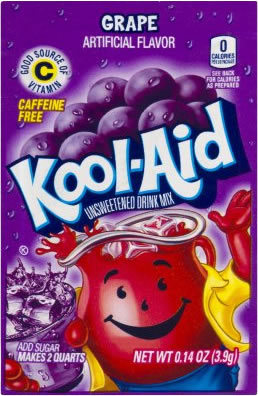 GRAPE
ARTIFICIAL FLAVOR
GOOD SOURCE OF
C
VITAMIN
CAFFEINE
FREE
0
CALORIES
SEE BACK
FOR CALORIES
AS PREPARED
Kool-Aid
UNSWEETENED DRINK MIX
K
ADD SUGAR
MAKES 2 QUARTS
NET WT 0.14 OZ (3.9g)